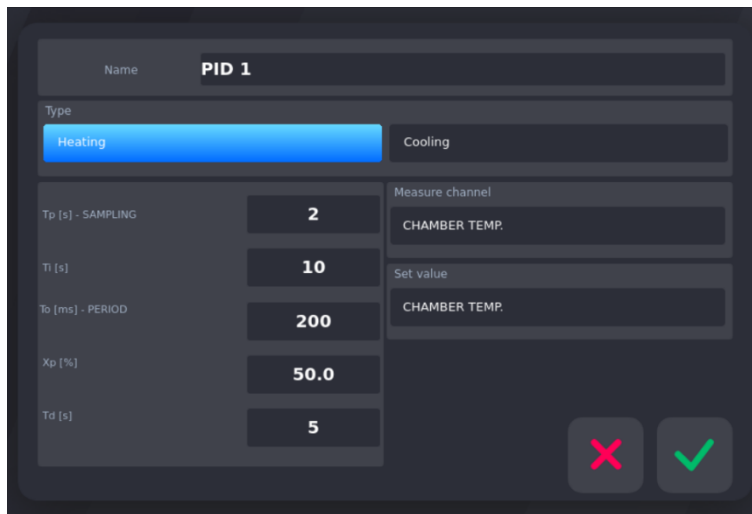 Name
PID 1
Type
Heating
Cooling
Tp [s] - SAMPLING
2
Ti [s]
10
To [ms] - PERIOD
200
Xp [%]
50.0
Td [s]
5
Measure channel
CHAMBER TEMP.
Set value
CHAMBER TEMP.